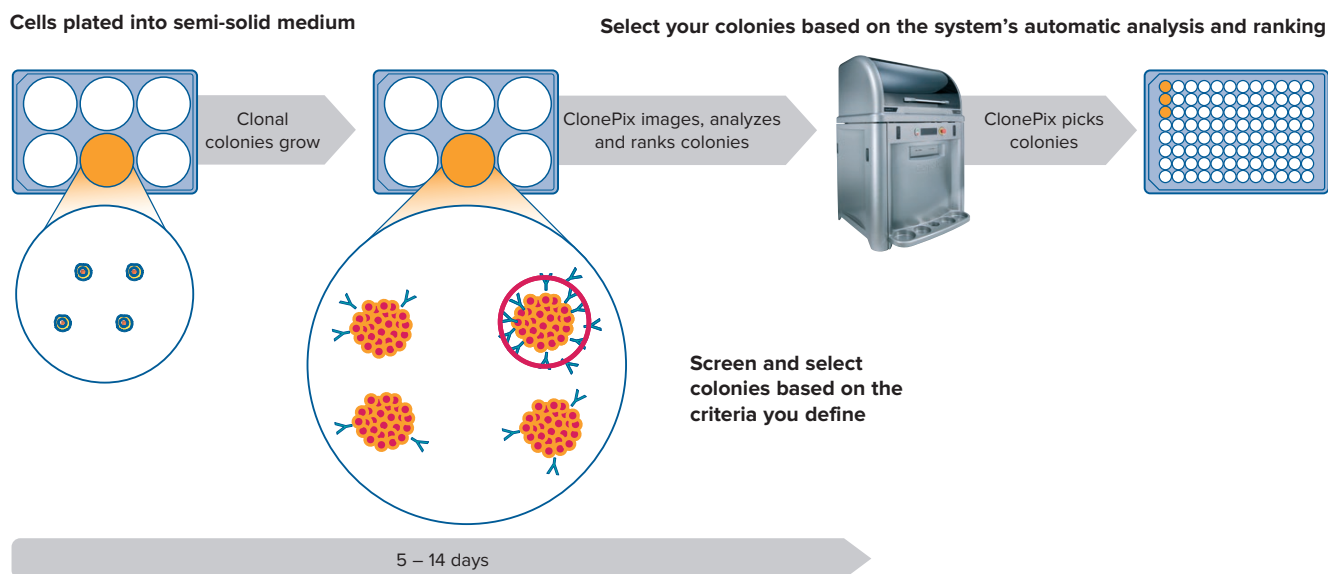 Cells plated into semi-solid medium
Select your colonies based on the system's automatic analysis and ranking
Clonal
colonies grow
ClonePix images, analyzes
and ranks colonies
ClonePix picks
colonies
Screen and select
colonies based on the
criteria you define
5 – 14 days